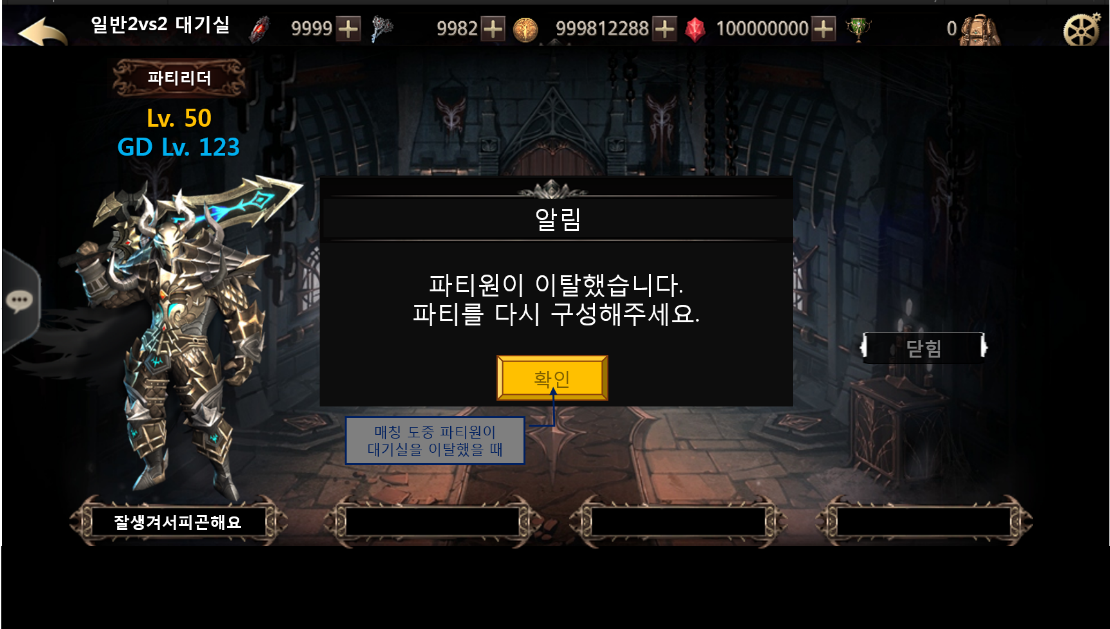 일반2vs2 대기실
9999
9982
999812288
100000000
0
파티리더
Lv. 50
GD Lv. 123
알림
파티원이 이탈했습니다.
파티를 다시 구성해주세요.
확인
닫힘
매칭 도중 파티원이
대기실을 이탈했을 때
잘생겨서피곤해요